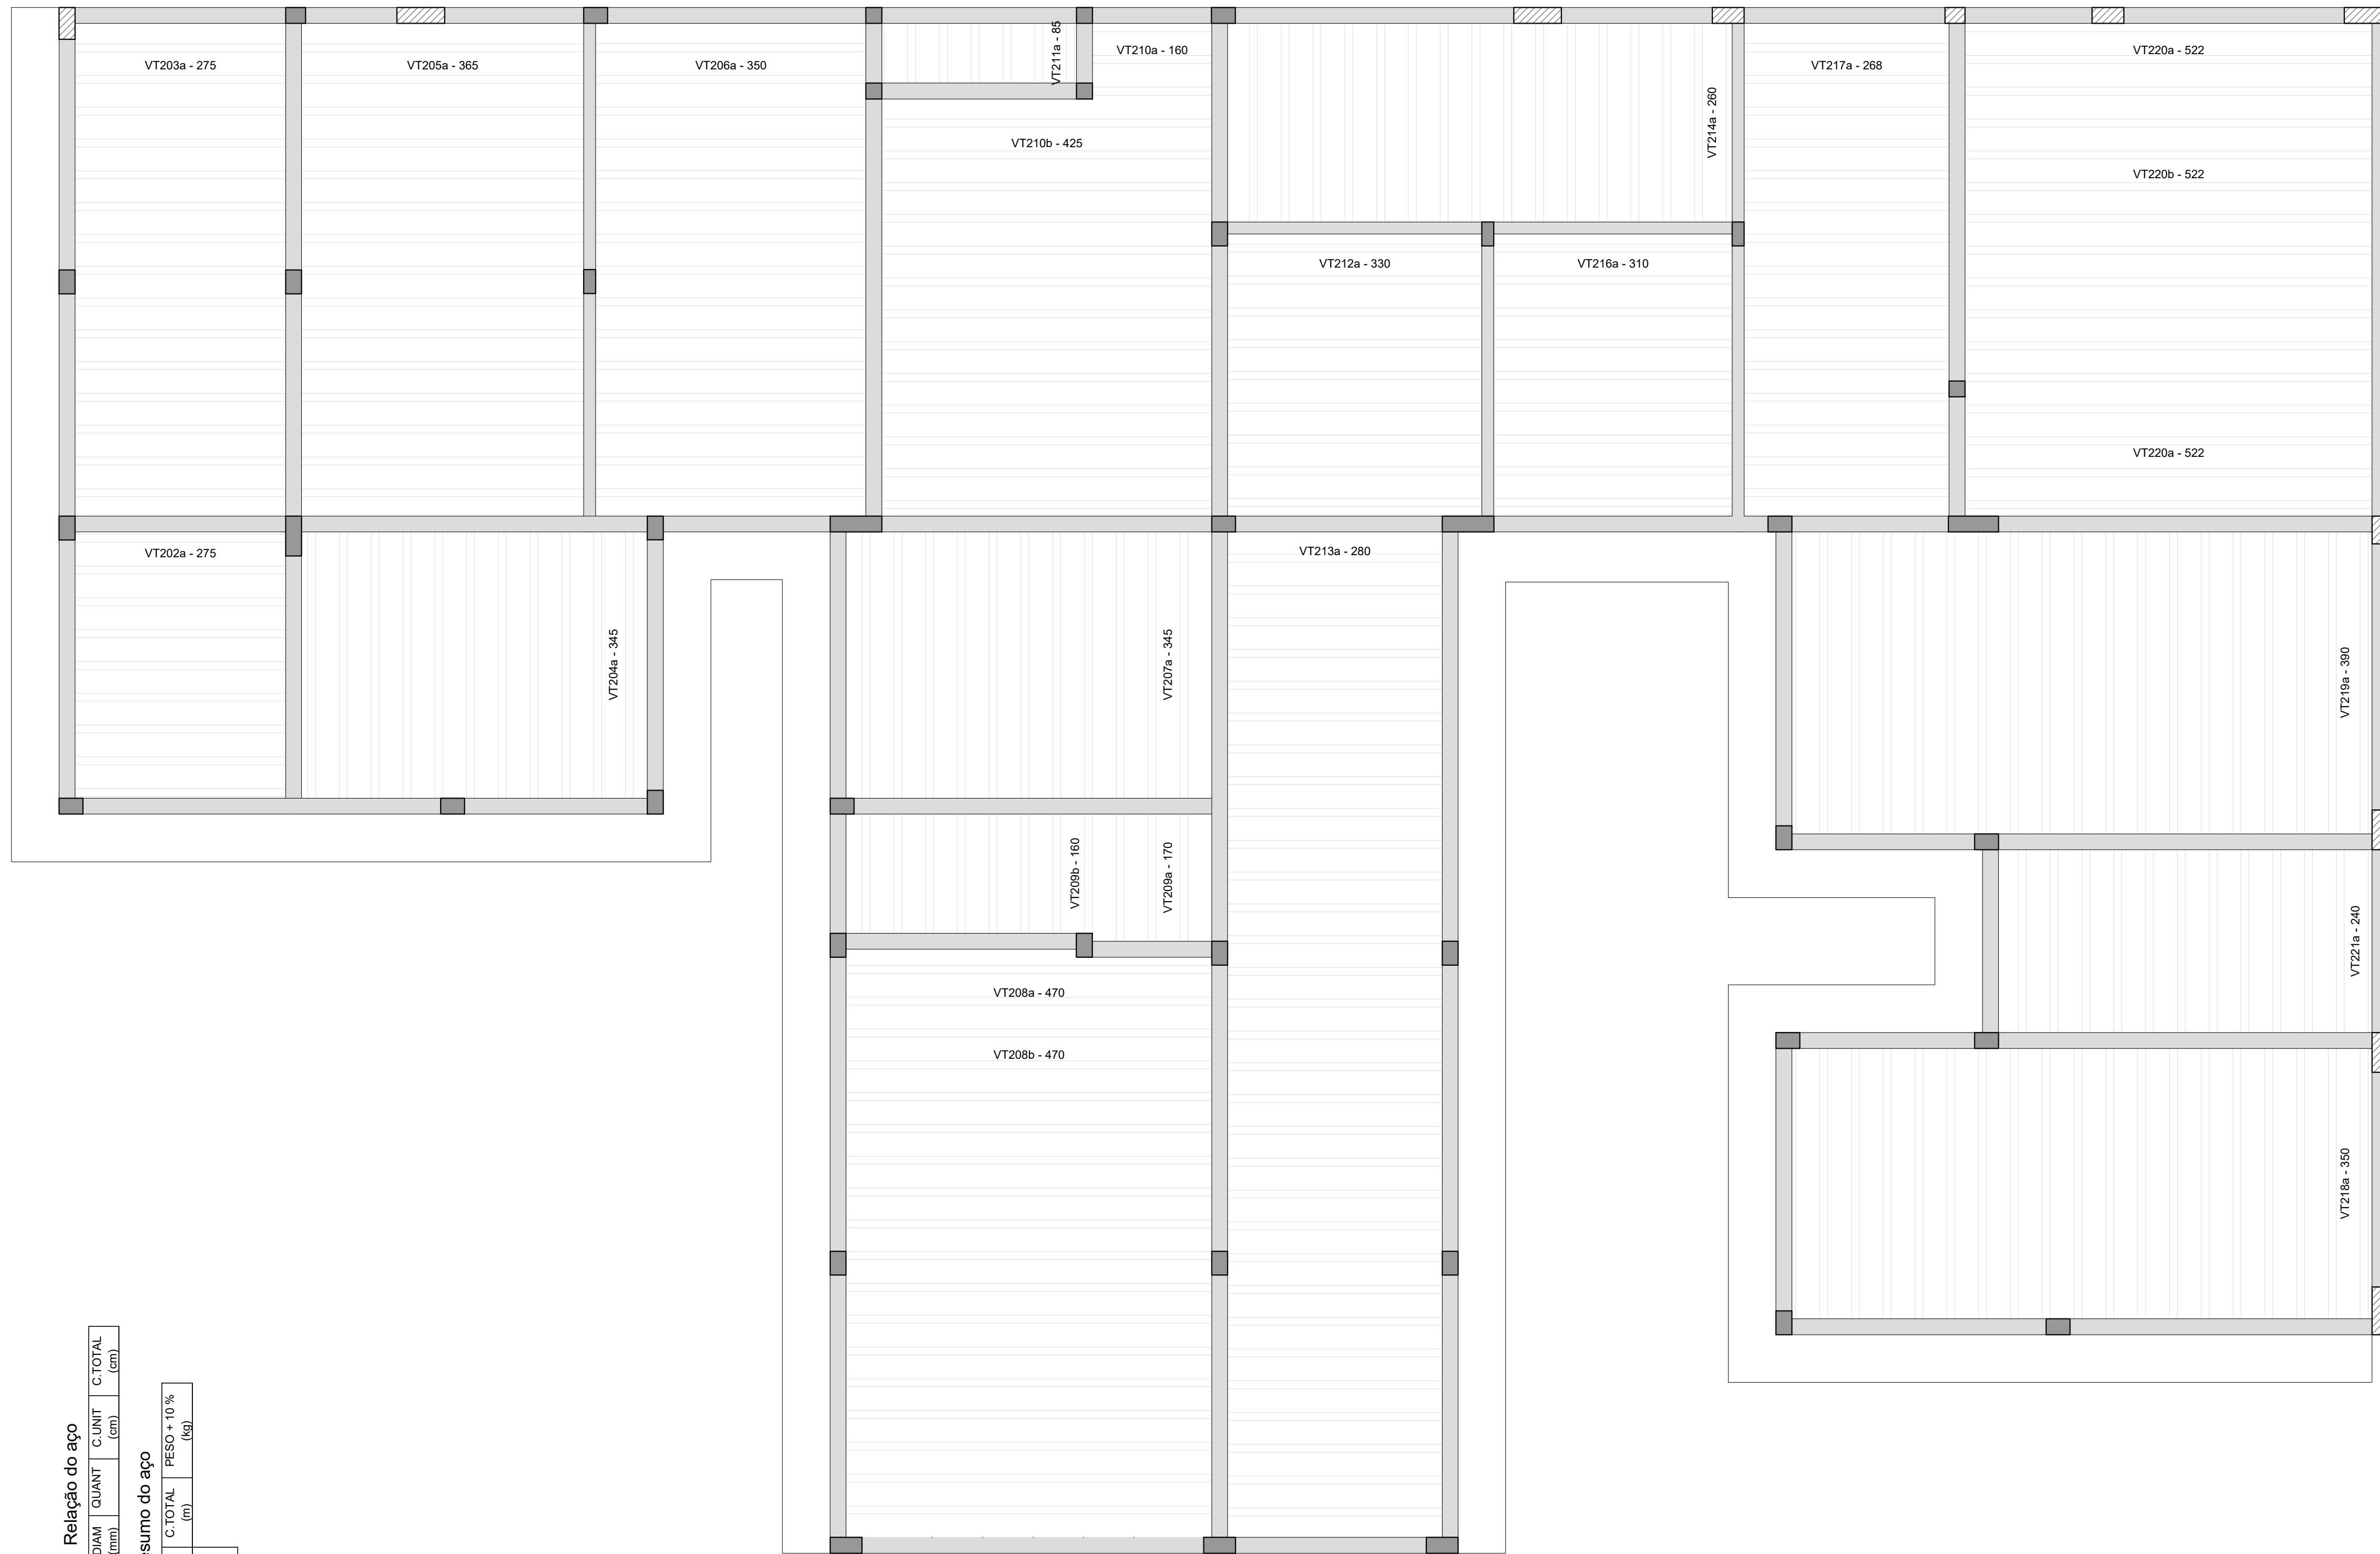 VT203a - 275
VT205a - 365
VT206a - 350
VT211a - 85
VT210a - 160
VT210b - 425
VT214a - 260
VT217a - 268
VT220a - 522
VT220b - 522
VT212a - 330
VT216a - 310
VT220a - 522
VT202a - 275
VT204a - 345
VT207a - 345
VT213a - 280
VT219a - 390
VT209b - 160
VT209a - 170
VT221a - 240
VT208a - 470
VT208b - 470
VT218a - 350
Relação do aço
DIAM
(mm)
QUANT
C.UNIT
(cm)
C.TOTAL
(cm)
sumo do aço
C.TOTAL
(m)
PESO + 10 %
(kg)